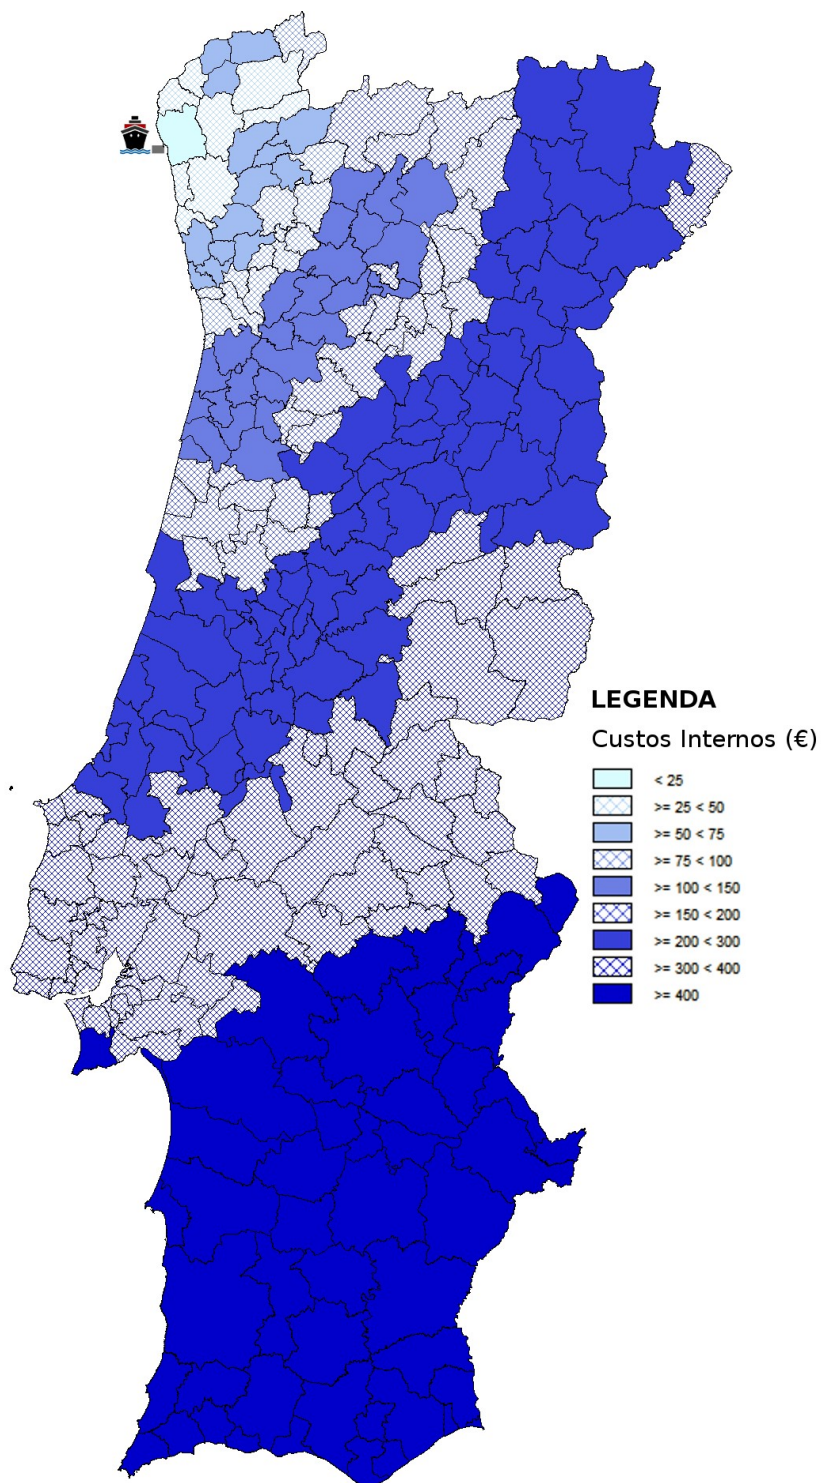 LEGENDA
Custos Internos (€)
< 25
>= 25 < 50
>= 50 < 75
>= 75 < 100
>= 100 < 150
>= 150 < 200
>= 200 < 300
>= 300 < 400
>= 400